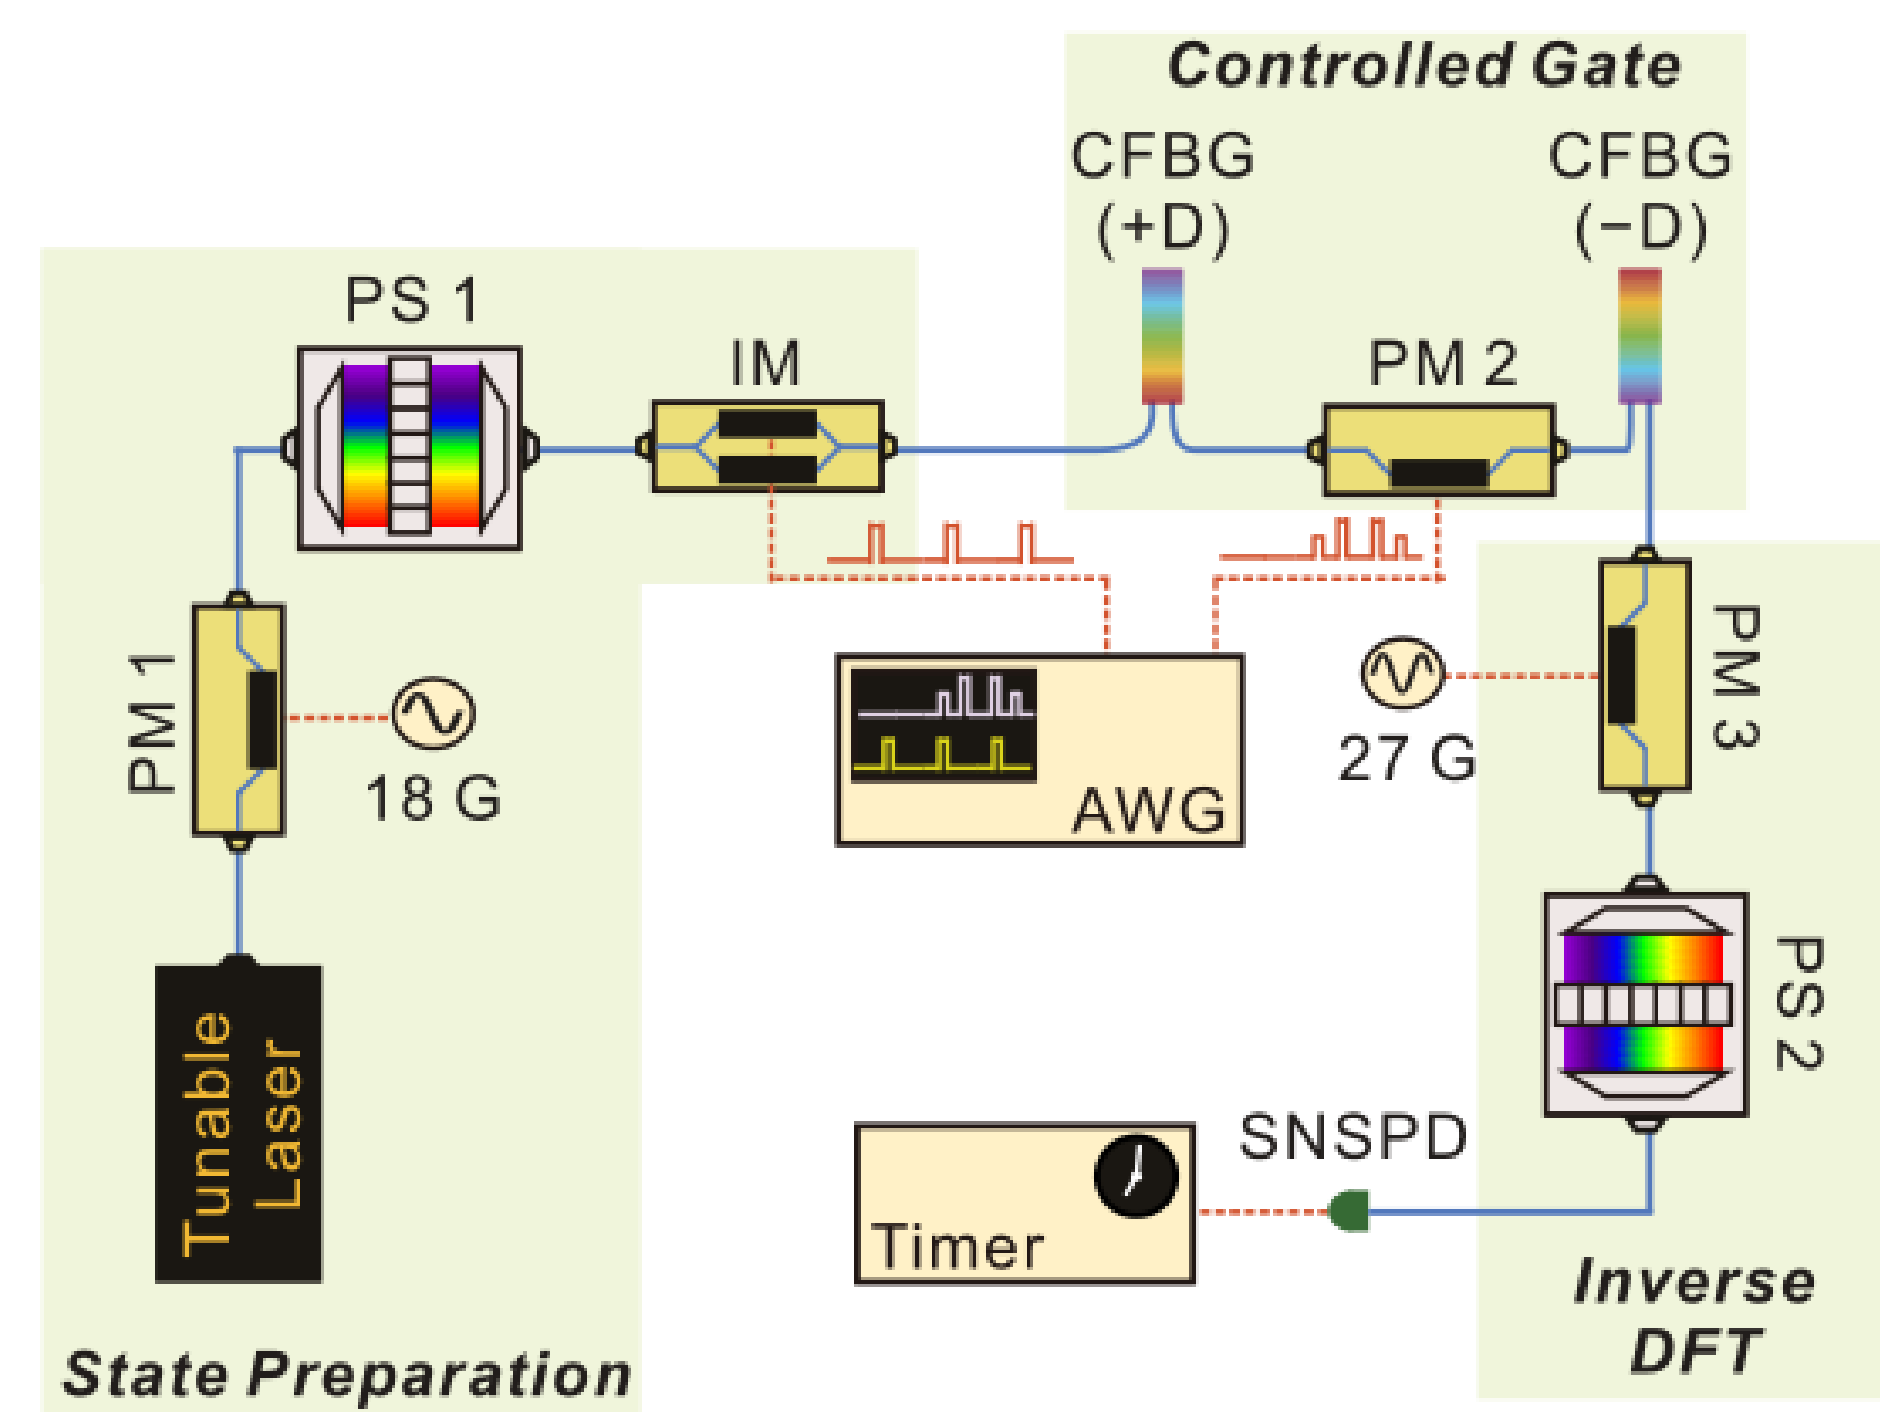 Controlled Gate
CFBG
(+D)
CFBG
(−D)
PS 1
IM
PM 2
PM 1
18 G
PM 3
27 G
AWG
Tunable
Laser
PS 2
SNSPD
Timer
Inverse
DFT
State Preparation